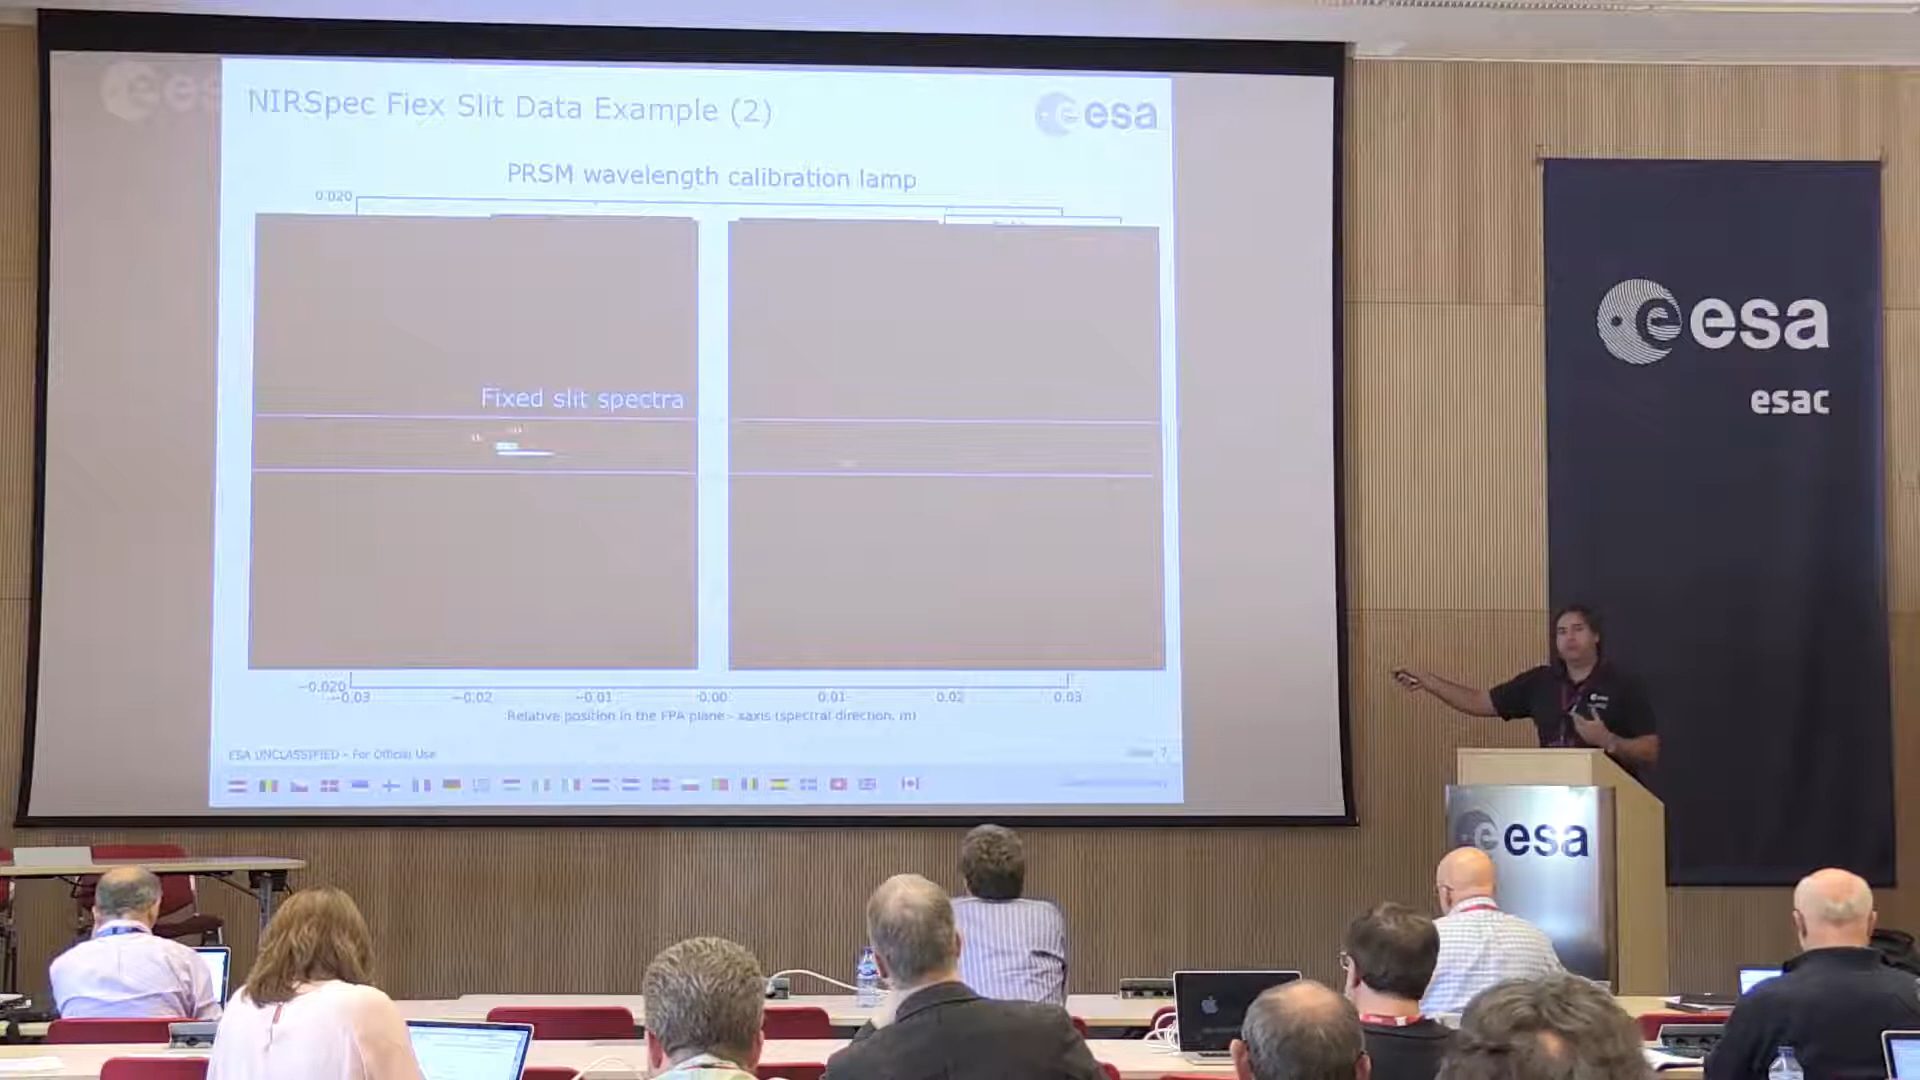 NIRSpec Fiex Slit Data Example (2)
esa
PRSM wavelength calibration lamp
0.020
Fixed slit spectra
−0.020
−0.03 −0.02 −0.01 0.00 0.01 0.02 0.03
Relative position in the FPA plane - xaxis (spectral direction, m)
ESA UNCLASSIFIED - For Official Use
esa
esac
esa